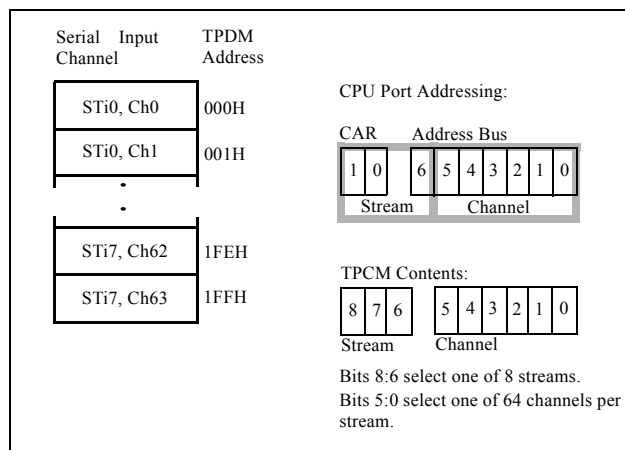 Serial Input Channel
TPDM Address
STi0, Ch0 000H
STi0, Ch1 001H
STi7, Ch62 1FEH
STi7, Ch63 1FFH
CPU Port Addressing:
CAR Address Bus
1 0 6 5 4 3 2 1 0
Stream Channel
TPCM Contents:
8 7 6 5 4 3 2 1 0
Stream Channel
Bits 8:6 select one of 8 streams.
Bits 5:0 select one of 64 channels per
stream.